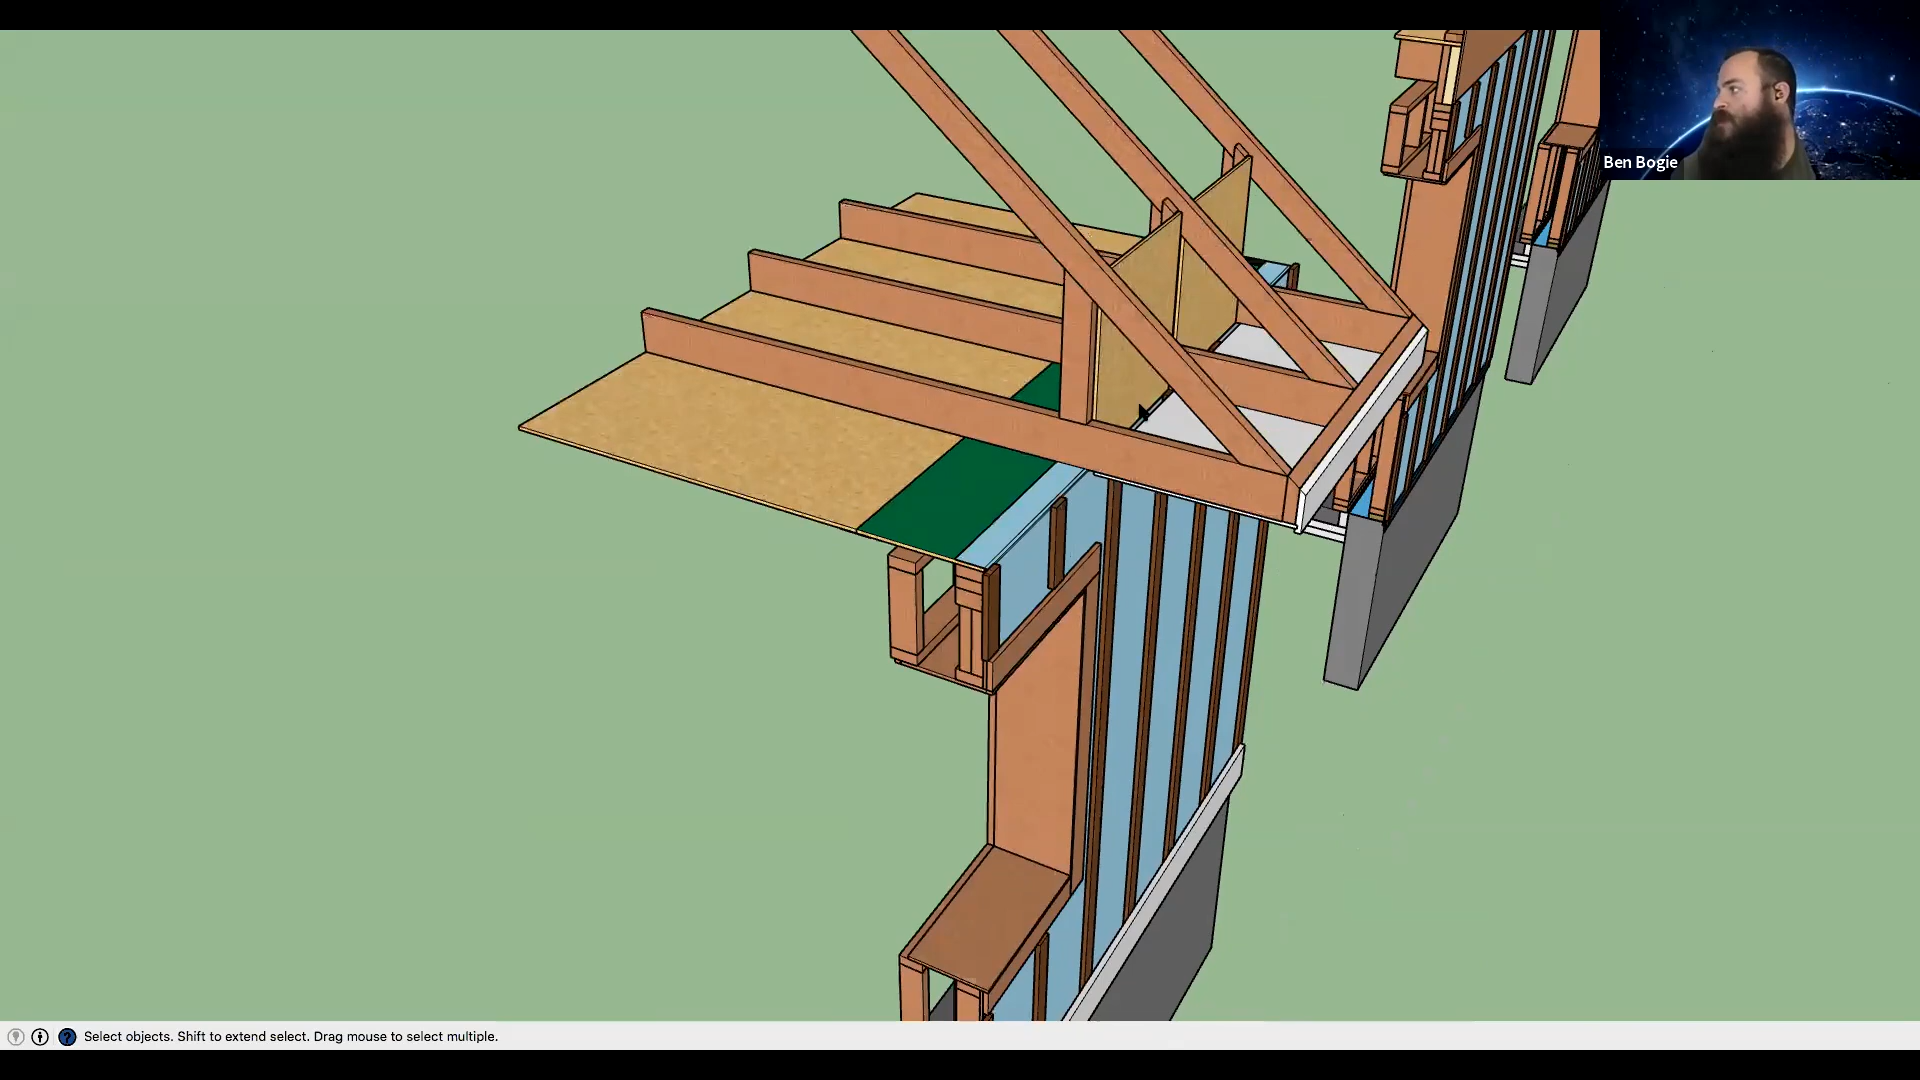 Ben Bogie
Select objects. Shift to extend select. Drag mouse to select multiple.